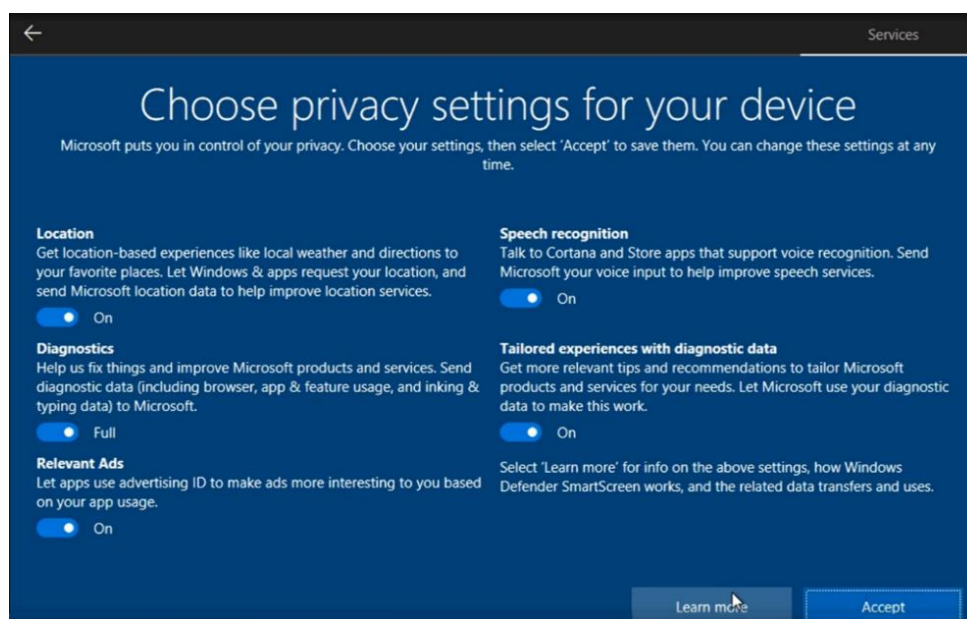 Services
Choose privacy settings for your device
Microsoft puts you in control of your privacy. Choose your settings, then select 'Accept' to save them. You can change these settings at any
time.
Location
Get location-based experiences like local weather and directions to
your favorite places. Let Windows & apps request your location, and
send Microsoft location data to help improve location services.
On
Diagnostics
Help us fix things and improve Microsoft products and services. Send
diagnostic data (including browser, app & feature usage, and inking &
typing data) to Microsoft.
Full
Relevant Ads
Let apps use advertising ID to make ads more interesting to you based
on your app usage.
On
Speech recognition
Talk to Cortana and Store apps that support voice recognition. Send
Microsoft your voice input to help improve speech services.
On
Tailored experiences with diagnostic data
Get more relevant tips and recommendations to tailor Microsoft
products and services for your needs. Let Microsoft use your diagnostic
data to make this work.
On
Select 'Learn more' for info on the above settings, how Windows
Defender SmartScreen works, and the related data transfers and uses.
Learn more
Accept